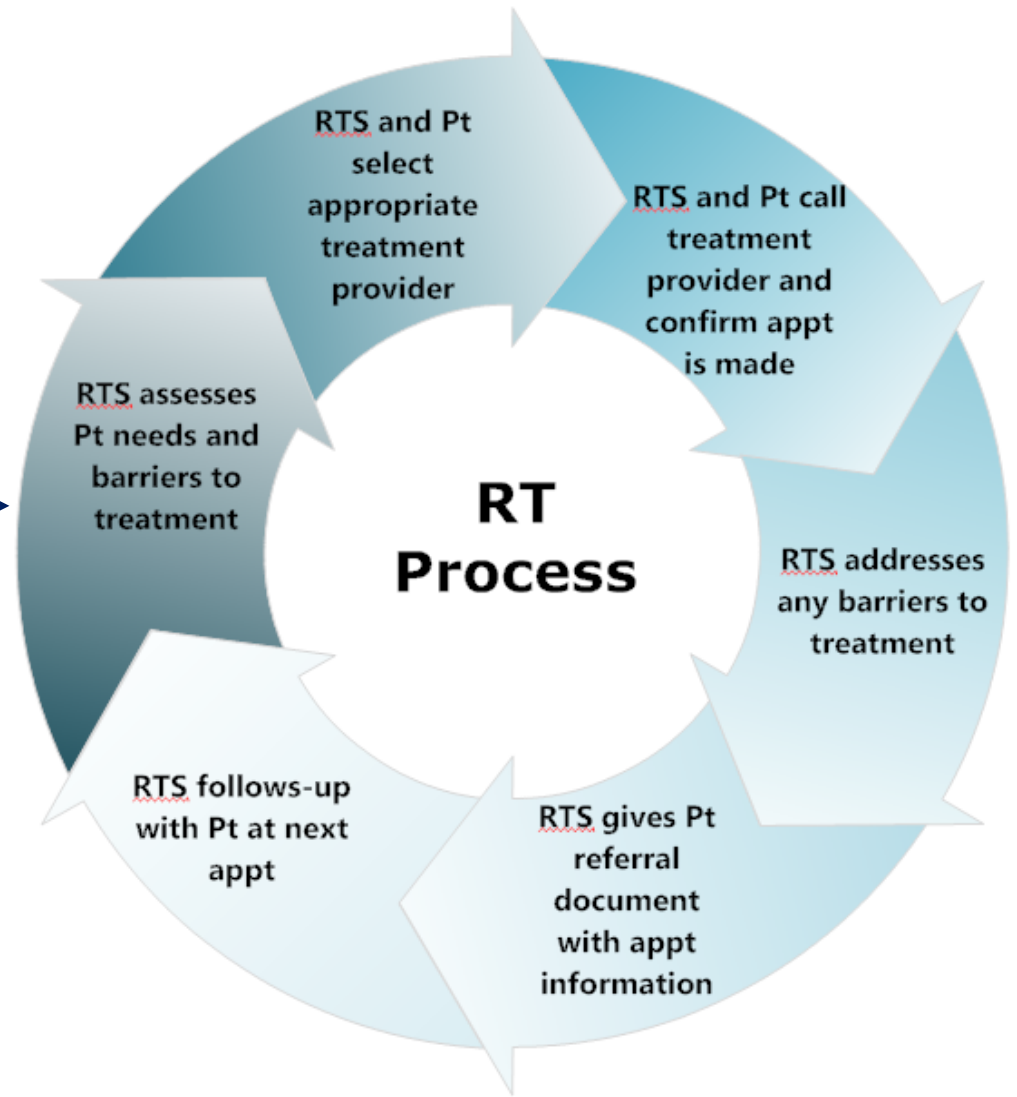 RTS and Pt
select
appropriate
treatment
provider
RTS and Pt call
treatment
provider and
confirm appt
is made
RTS addresses
any barriers to
treatment
RTS gives Pt
referral
document
with appt
information
RTS follows-up
with Pt at next
appt
RTS assesses
Pt needs and
barriers to
treatment
RT
Process